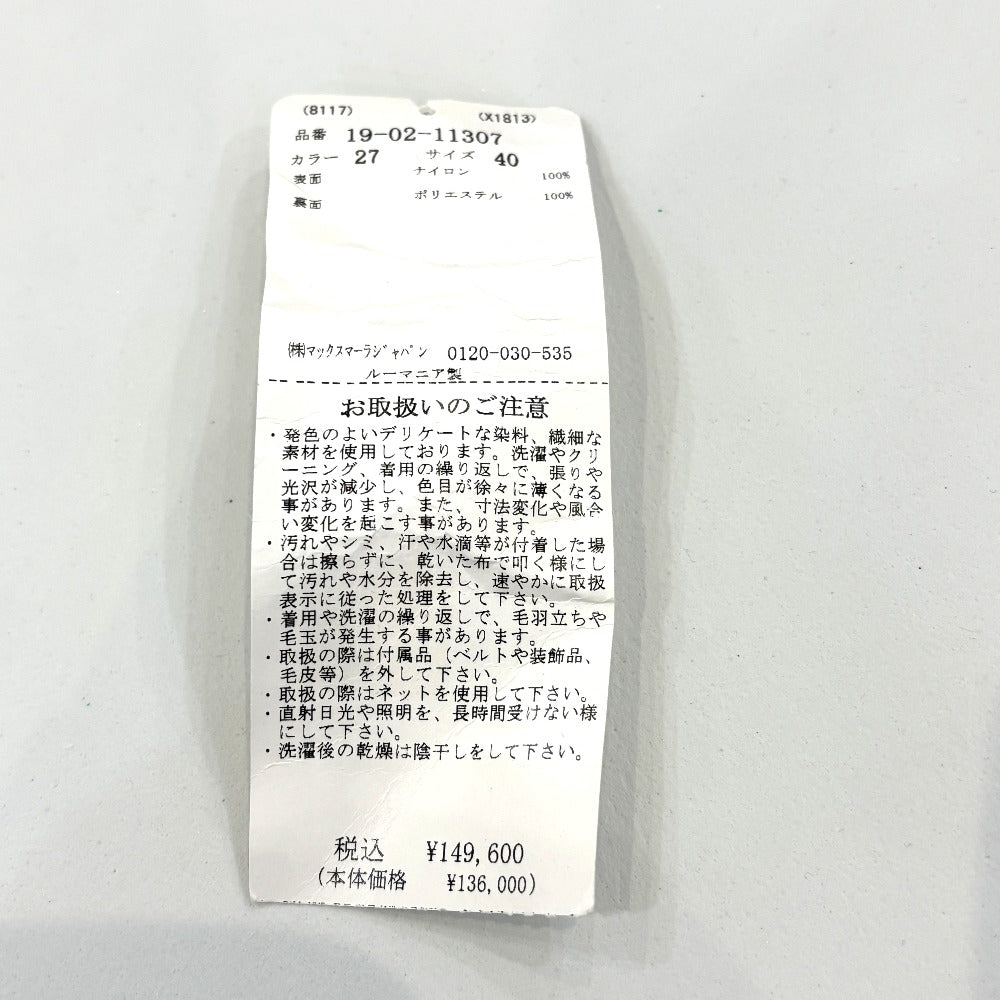 (8117) (X1813)
品番 19-02-11307
カラー 27 サイズ 40
表面 ナイロン 100%
裏面 ポリエステル 100%
㈱マックスマーラジャパン 0120-030-535
ルーマニア製
お取扱いのご注意
・発色のよいデリケートな染料、繊細な
素材を使用しております。洗濯やクリ
ーニング、着用の繰り返しで、張りや
光沢が減少し、色目が徐々に薄くなる
事があります。また、寸法変化や風合
い変化を起こす事があります。
・汚れやシミ、汗や水滴等が付着した場
合は擦らずに、乾いた布で叩く様にし
て汚れや水分を除去し、速やかに取扱
表示に従った処理をして下さい。
・着用や洗濯の繰り返しで、毛羽立ちや
毛玉が発生する事があります。
・取扱の際は付属品（ベルトや装飾品、
毛皮等）を外して下さい。
・取扱の際はネットを使用して下さい。
・直射日光や照明を、長時間受けない様
にして下さい。
・洗濯後の乾燥は陰干しをして下さい。
税込 ¥149,600
(本体価格 ¥136,000)